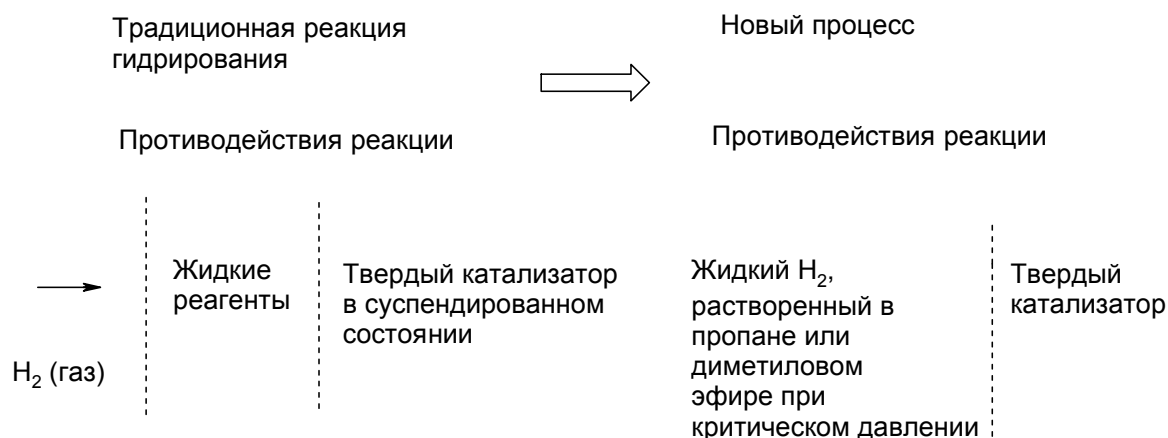 Традиционная реакция
гидрирования
Новый процесс
Противодействия реакции
Противодействия реакции
H₂ (газ)
Жидкие
реагенты
Твердый катализатор
в суспендированном
состоянии
Жидкий H₂,
растворенный в
пропане или
диметиловом
эфире при
критическом давлении
Твердый
катализатор